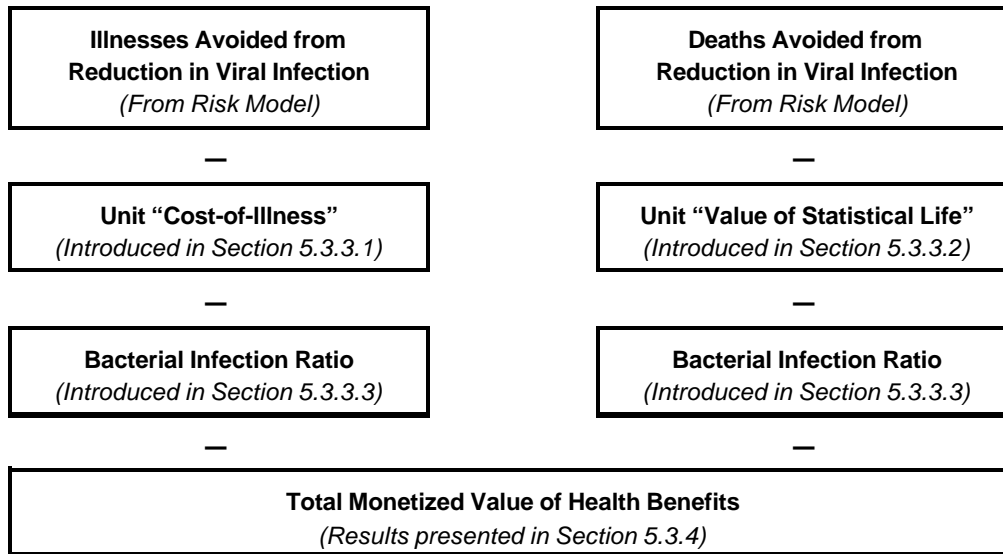 Illnesses Avoided from
Reduction in Viral Infection
(From Risk Model)
Deaths Avoided from
Reduction in Viral Infection
(From Risk Model)
–
–
Unit “Cost-of-Illness”
(Introduced in Section 5.3.3.1)
Unit “Value of Statistical Life”
(Introduced in Section 5.3.3.2)
–
–
Bacterial Infection Ratio
(Introduced in Section 5.3.3.3)
Bacterial Infection Ratio
(Introduced in Section 5.3.3.3)
–
–
Total Monetized Value of Health Benefits
(Results presented in Section 5.3.4)